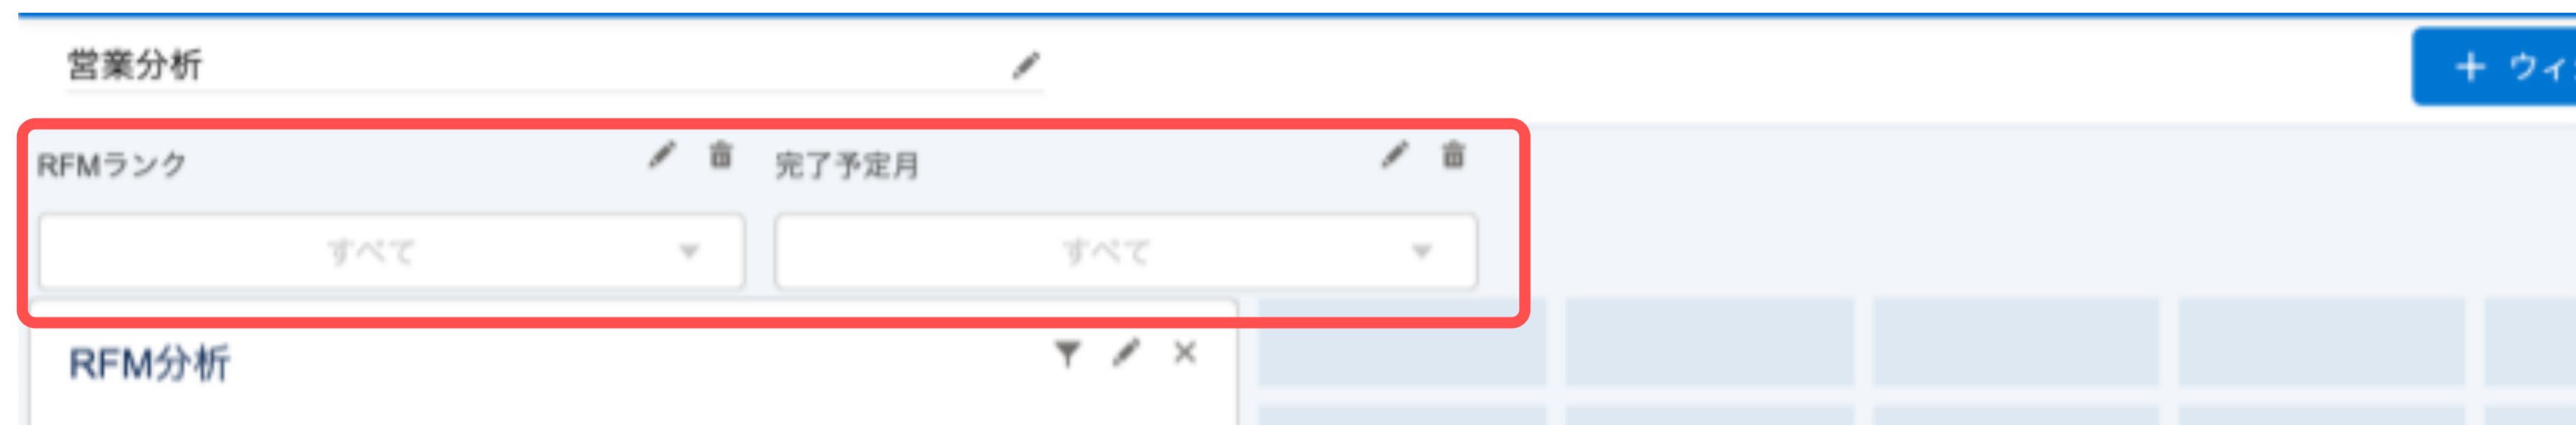 営業分析
+ ウィ
RFMランク
完了予定月
すべて
すべて
RFM分析